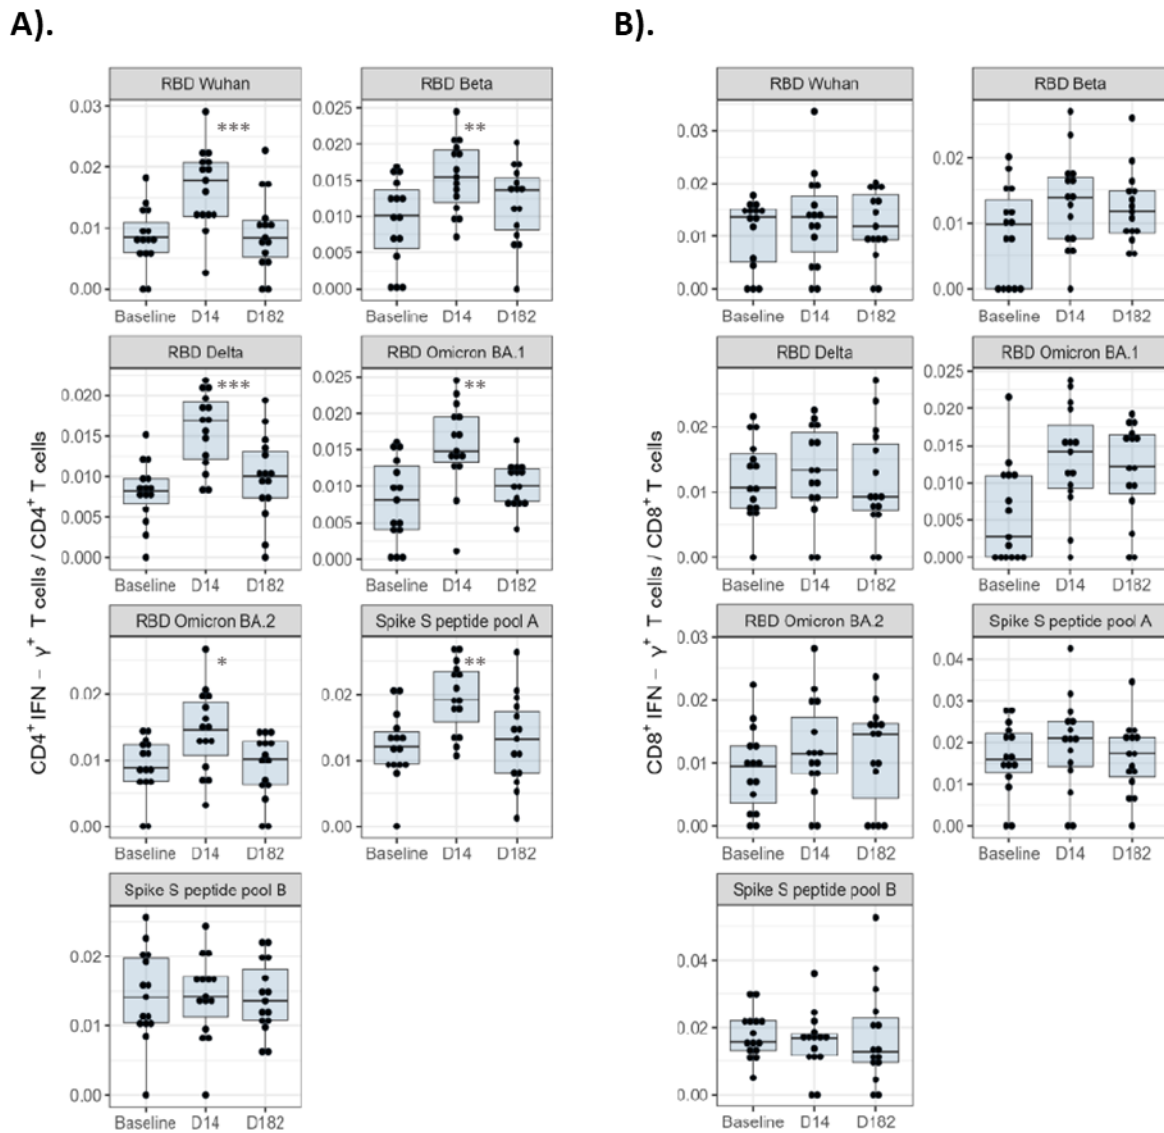 A).
B).
CD4+ IFN – γ+ T cells / CD4+ T cells
RBD Wuhan
0.03
0.02
0.01
0.00
***
Baseline D14 D182
RBD Beta
0.025
0.020
0.015
0.010
0.005
0.000
**
Baseline D14 D182
RBD Delta
0.020
0.015
0.010
0.005
0.000
***
Baseline D14 D182
RBD Omicron BA.1
0.025
0.020
0.015
0.010
0.005
0.000
**
Baseline D14 D182
RBD Omicron BA.2
0.02
0.01
0.00
*
Baseline D14 D182
Spike S peptide pool A
0.02
0.01
0.00
**
Baseline D14 D182
Spike S peptide pool B
0.02
0.01
0.00
Baseline D14 D182
CD8+ IFN – γ+ T cells / CD8+ T cells
RBD Wuhan
0.03
0.02
0.01
0.00
Baseline D14 D182
RBD Beta
0.02
0.01
0.00
Baseline D14 D182
RBD Delta
0.02
0.01
0.00
Baseline D14 D182
RBD Omicron BA.1
0.025
0.020
0.015
0.010
0.005
0.000
Baseline D14 D182
RBD Omicron BA.2
0.03
0.02
0.01
0.00
Baseline D14 D182
Spike S peptide pool A
0.04
0.03
0.02
0.01
0.00
Baseline D14 D182
Spike S peptide pool B
0.04
0.02
0.00
Baseline D14 D182